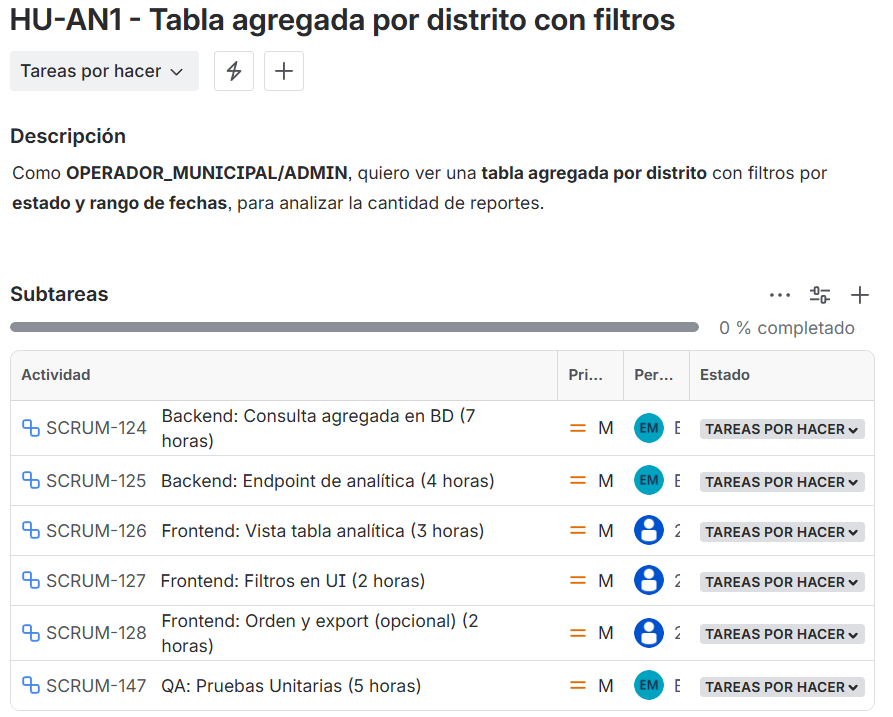 HU-AN1 - Tabla agregada por distrito con filtros
Tareas por hacer
Descripción
Como OPERADOR_MUNICIPAL/ADMIN, quiero ver una tabla agregada por distrito con filtros por
estado y rango de fechas, para analizar la cantidad de reportes.
Subtareas
0 % completado
Actividad Pri... Per... Estado
SCRUM-124 Backend: Consulta agregada en BD (7
horas) M EM E TAREAS POR HACER
SCRUM-125 Backend: Endpoint de analítica (4 horas) M EM E TAREAS POR HACER
SCRUM-126 Frontend: Vista tabla analítica (3 horas) M 2 TAREAS POR HACER
SCRUM-127 Frontend: Filtros en UI (2 horas) M 2 TAREAS POR HACER
SCRUM-128 Frontend: Orden y export (opcional) (2
horas) M 2 TAREAS POR HACER
SCRUM-147 QA: Pruebas Unitarias (5 horas) M EM E TAREAS POR HACER